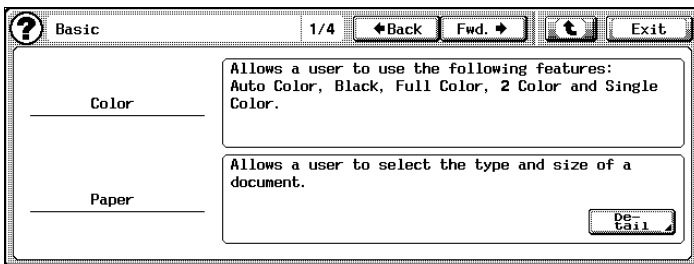 ? Basic 1/4 Back Fwd. Exit
Allows a user to use the following features:
Auto Color, Black, Full Color, 2 Color and Single
Color.
Color
Allows a user to select the type and size of a
document.
Paper
De-
tail